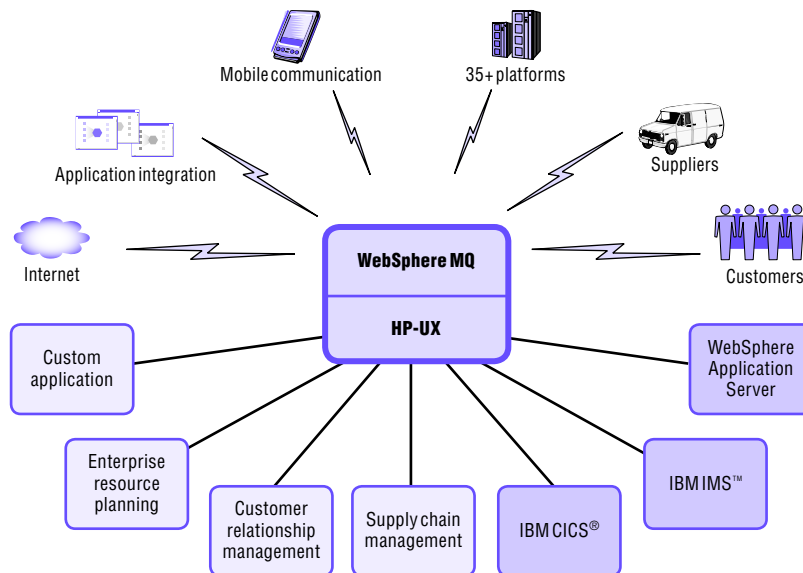 Mobile communication
35+ platforms
Application integration
Suppliers
Internet
Customers
WebSphere MQ
HP-UX
Custom
application
WebSphere
Application
Server
Enterprise
resource
planning
Customer
relationship
management
Supply chain
management
IBM CICS®
IBM IMS™